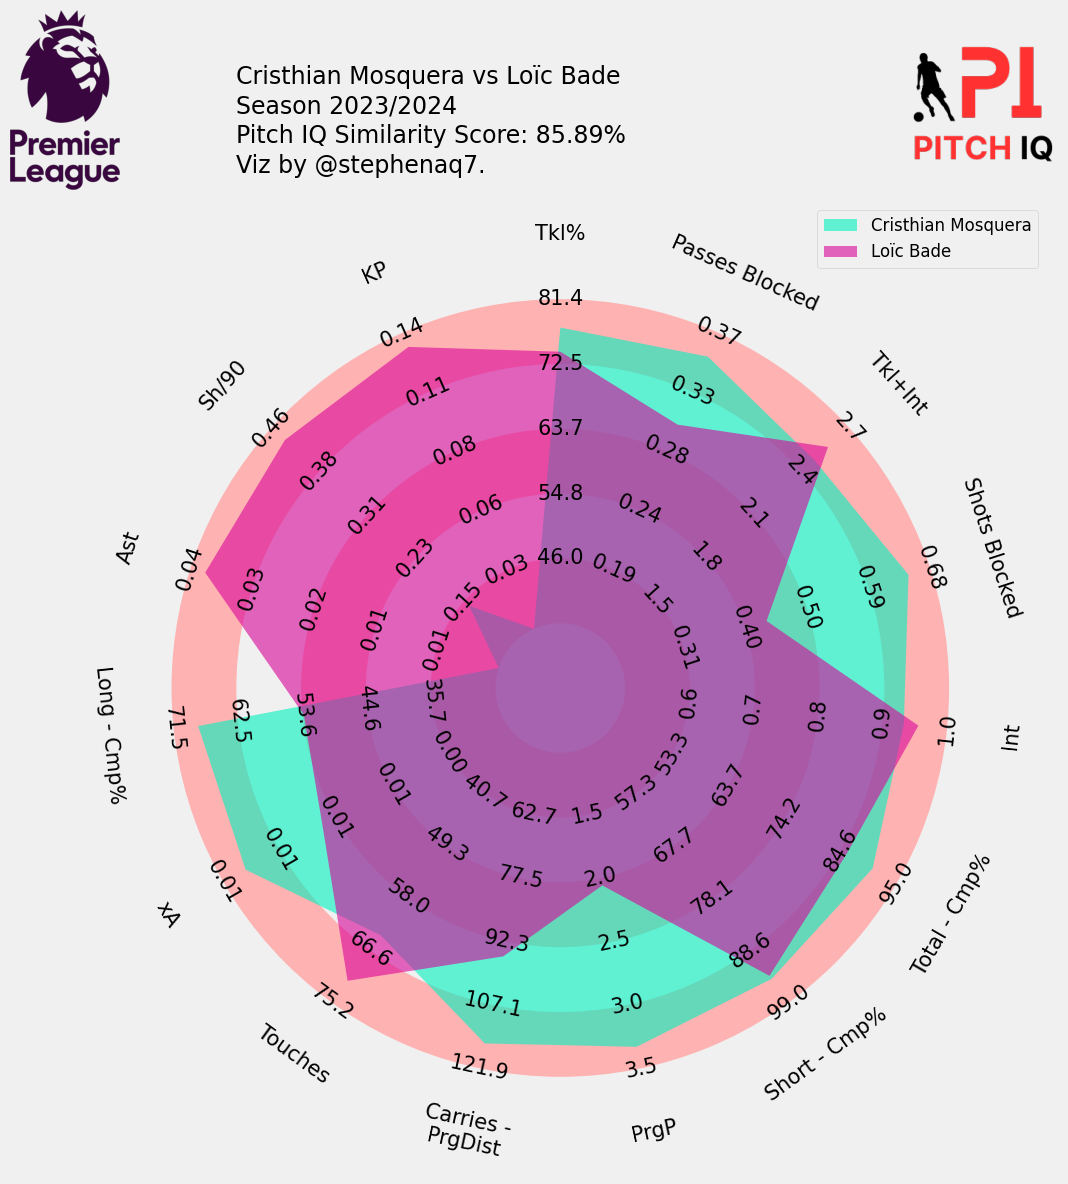 Premier
League
Cristhian Mosquera vs Loïc Bade
Season 2023/2024
Pitch IQ Similarity Score: 85.89%
Viz by @stephenaq7.
PI
PITCH IQ
Cristhian Mosquera
Loïc Bade
Tkl%
81.4
72.5
63.7
54.8
46.0
Passes Blocked
0.37
0.33
0.28
0.24
0.19
Tkl+Int
2.7
2.4
2.1
1.8
1.5
Shots Blocked
0.68
0.59
0.50
0.40
0.31
Int
1.0
0.9
0.8
0.7
0.6
Total - Cmp%
95.0
84.6
74.2
63.7
53.3
Short - Cmp%
99.0
88.6
78.1
67.7
57.3
PrgP
3.5
3.0
2.5
2.0
1.5
Carries -
PrgDist
121.9
107.1
92.3
77.5
62.7
Touches
75.2
66.6
58.0
49.3
40.7
xA
0.01
0.01
0.01
0.01
0.00
Long - Cmp%
71.5
62.5
53.6
44.6
35.7
Ast
0.04
0.03
0.02
0.01
0.01
Sh/90
0.46
0.38
0.31
0.23
0.15
KP
0.14
0.11
0.08
0.06
0.03